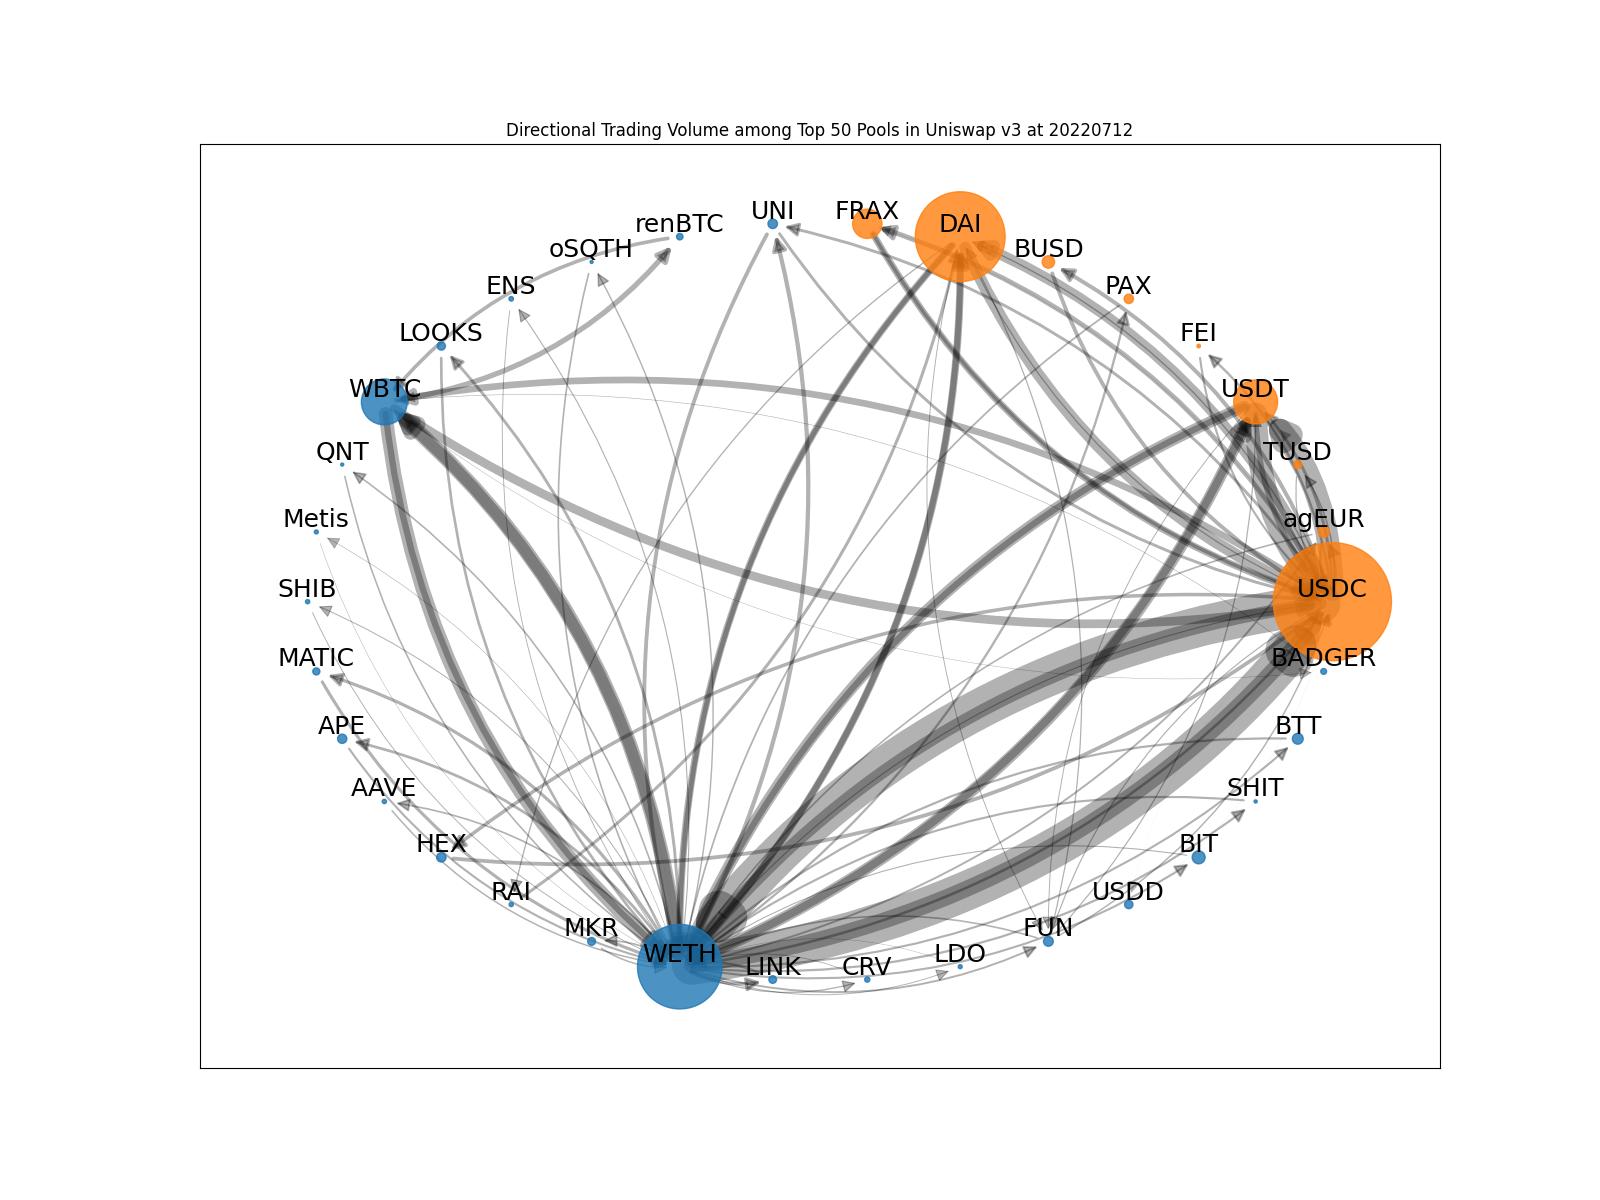 Directional Trading Volume among Top 50 Pools in Uniswap v3 at 20220712
UNI
FRAX
renBTC
DAI
oSQTH
BUSD
ENS
PAX
LOOKS
FEI
WBTC
USDT
QNT
TUSD
Metis
agEUR
SHIB
USDC
MATIC
BADGER
APE
BTT
AAVE
SHIT
HEX
BIT
RAI
USDD
MKR
FUN
WETH
LDO
LINK
CRV